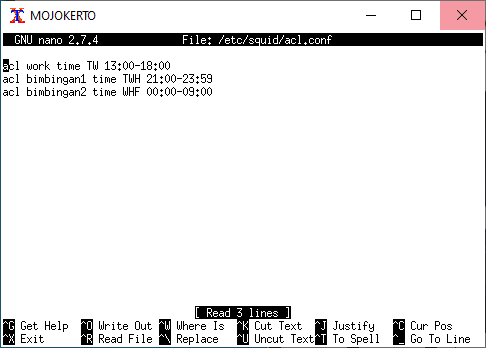 MOJOKERTO
GNU nano 2.7.4 File: /etc/squid/acl.conf
acl work time TW 13:00-18:00
acl bimbingan1 time TWH 21:00-23:59
acl bimbingan2 time WHF 00:00-09:00
[ Read 3 lines ]
^G Get Help ^O Write Out ^W Where Is ^K Cut Text ^J Justify ^C Cur Pos
^X Exit ^R Read File ^\ Replace ^U Uncut Text ^T To Spell ^_ Go To Line